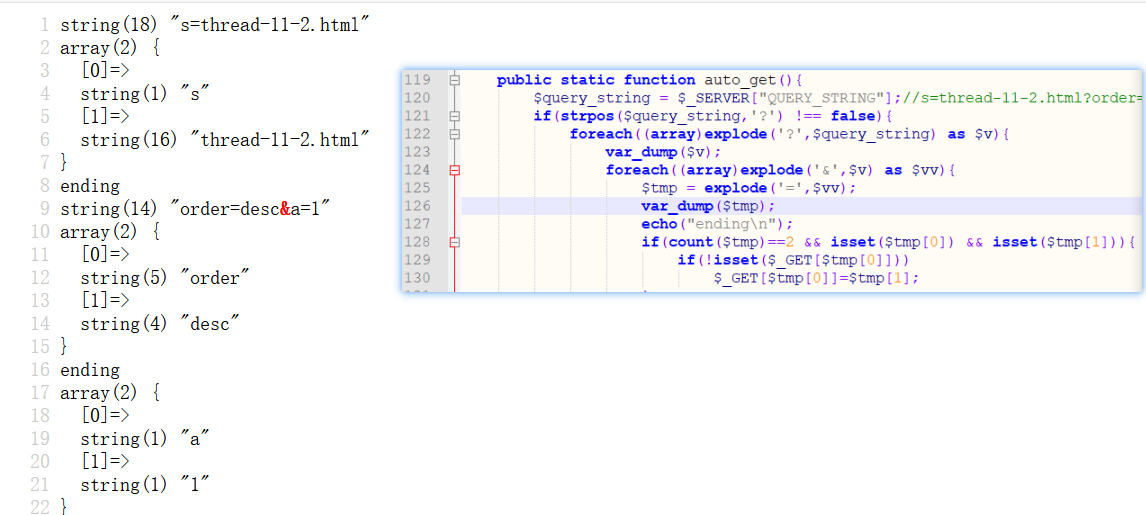 1 string(18) "s=thread-11-2.html"
2 array(2) {
3 [0]=>
4 string(1) "s"
5 [1]=>
6 string(16) "thread-11-2.html"
7 }
8 ending
9 string(14) "order=desc&a=1"
10 array(2) {
11 [0]=>
12 string(5) "order"
13 [1]=>
14 string(4) "desc"
15 }
16 ending
17 array(2) {
18 [0]=>
19 string(1) "a"
20 [1]=>
21 string(1) "1"
22 }
119 public static function auto_get(){
120 $query_string = $_SERVER["QUERY_STRING"];//s=thread-11-2.html?order=
121 if(strpos($query_string,'?') !== false){
122 foreach((array)explode('?',$query_string) as $v){
123 var_dump($v);
124 foreach((array)explode('&',$v) as $vv){
125 $tmp = explode('=',$vv);
126 var_dump($tmp);
127 echo("ending\n");
128 if(count($tmp)==2 && isset($tmp[0]) && isset($tmp[1])){
129 if(!isset($_GET[$tmp[0]]))
130 $_GET[$tmp[0]]=$tmp[1];